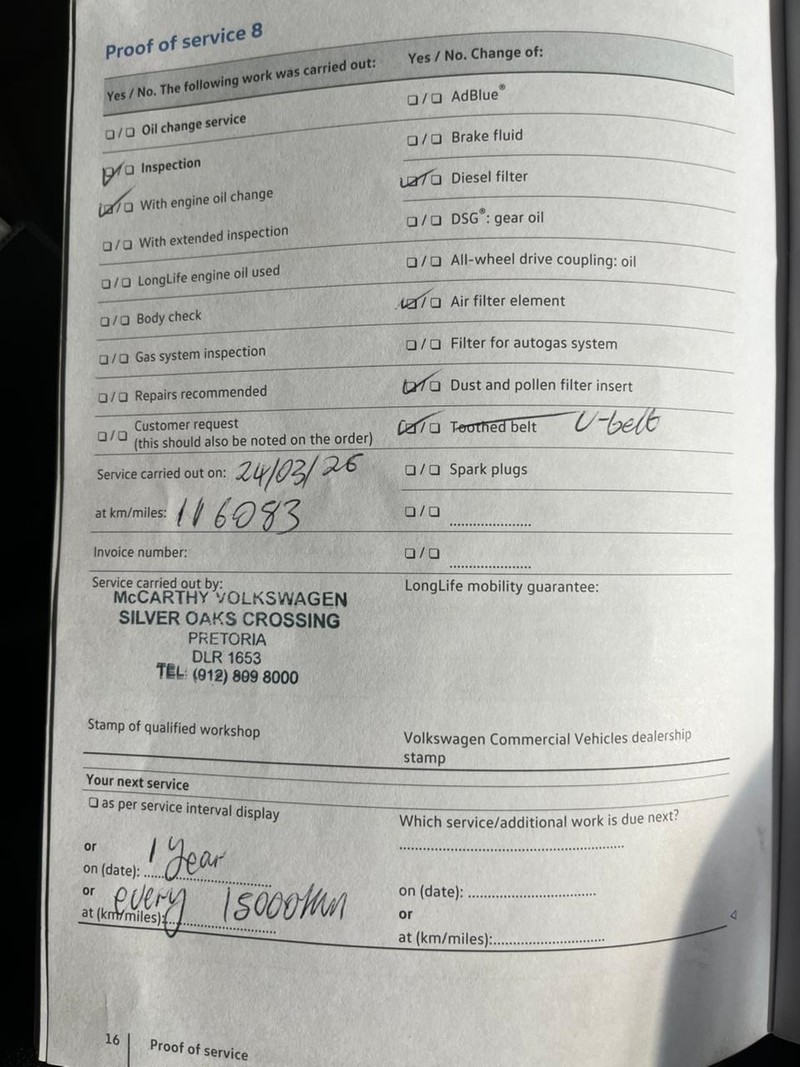 Proof of service 8
Yes / No. The following work was carried out:
❑/❑ Oil change service
❑/❑ Inspection
❑/❑ With engine oil change
❑/❑ With extended inspection
❑/❑ LongLife engine oil used
❑/❑ Body check
❑/❑ Gas system inspection
❑/❑ Repairs recommended
❑/❑ Customer request
(this should also be noted on the order)
Service carried out on: 24/03/26
at km/miles: 116083
Invoice number:
Service carried out by:
McCARTHY VOLKSWAGEN
SILVER OAKS CROSSING
PRETORIA
DLR 1653
TEL: (012) 809 8000
Stamp of qualified workshop
Yes / No. Change of:
❑/❑ AdBlue®
❑/❑ Brake fluid
❑/❑ Diesel filter
❑/❑ DSG®: gear oil
❑/❑ All-wheel drive coupling: oil
❑/❑ Air filter element
❑/❑ Filter for autogas system
❑/❑ Dust and pollen filter insert
❑/❑ Toothed belt V-belt
❑/❑ Spark plugs
❑/❑ ....................
❑/❑ ....................
LongLife mobility guarantee:
Volkswagen Commercial Vehicles dealership
stamp
Your next service
❑ as per service interval display
or
on (date): 1 year
or
at (km/miles): every 15000km
Which service/additional work is due next?
on (date): ....................
or
at (km/miles):....................
16 Proof of service